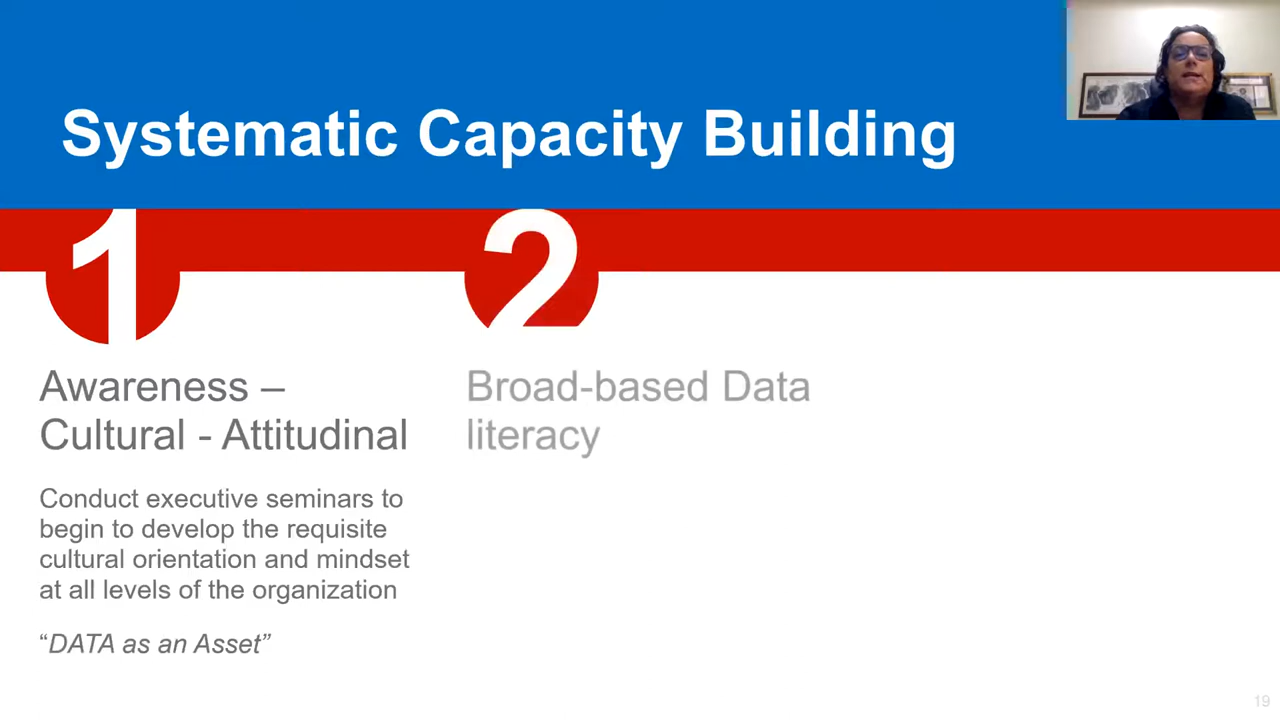 Systematic Capacity Building
1
Awareness –
Cultural - Attitudinal
Conduct executive seminars to
begin to develop the requisite
cultural orientation and mindset
at all levels of the organization
“DATA as an Asset”
2
Broad-based Data
literacy
19